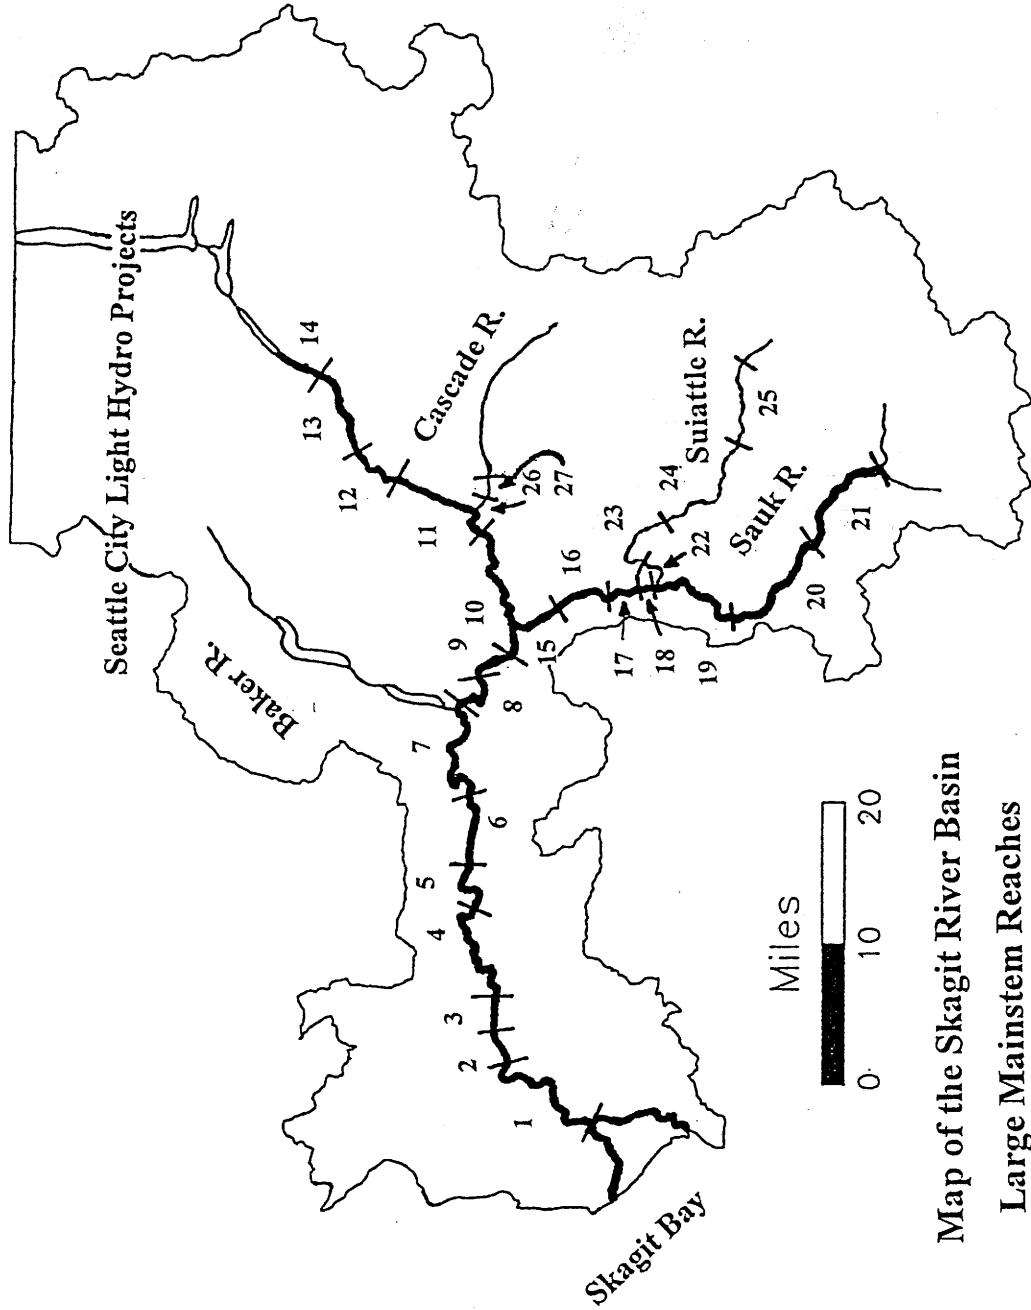 Seattle City Light Hydro Projects
Baker R.
Cascade R.
Suiattle R.
Sauk R.
Skagit Bay
1
2
3
4
5
6
7
8
9
10
11
12
13
14
15
16
17
18
19
20
21
22
23
24
25
26
27
Miles
0 10 20
Map of the Skagit River Basin
Large Mainstem Reaches